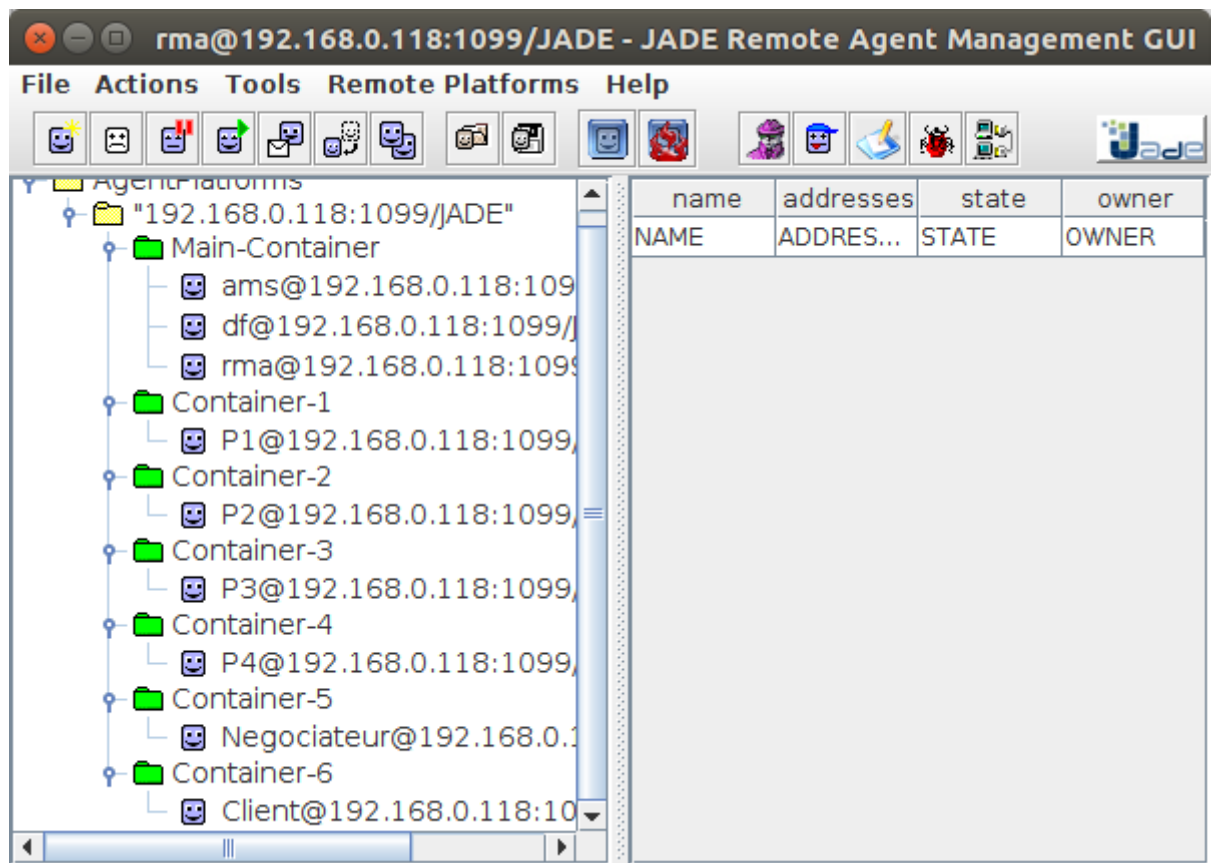 rma@192.168.0.118:1099/JADE - JADE Remote Agent Management GUI
File Actions Tools Remote Platforms Help
Jade
AgentPlatforms
"192.168.0.118:1099/JADE"
Main-Container
ams@192.168.0.118:109
df@192.168.0.118:1099/J
rma@192.168.0.118:1099
Container-1
P1@192.168.0.118:1099/
Container-2
P2@192.168.0.118:1099/
Container-3
P3@192.168.0.118:1099/
Container-4
P4@192.168.0.118:1099/
Container-5
Negociateur@192.168.0.1
Container-6
Client@192.168.0.118:10
name addresses state owner
NAME ADDRES... STATE OWNER